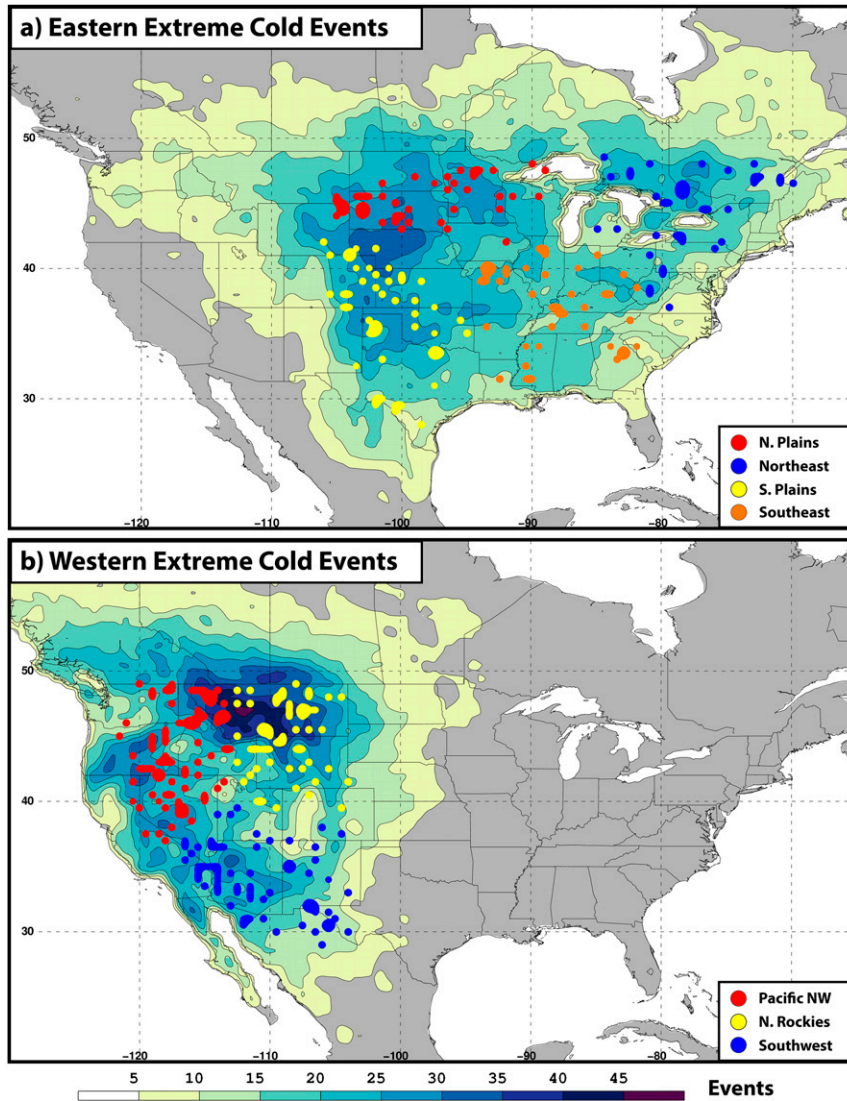 a) Eastern Extreme Cold Events
50
40
30
−120
−110
−100
−90
−80
N. Plains
Northeast
S. Plains
Southeast
b) Western Extreme Cold Events
50
40
30
−120
−110
−100
−90
−80
Pacific NW
N. Rockies
Southwest
5 10 15 20 25 30 35 40 45 Events